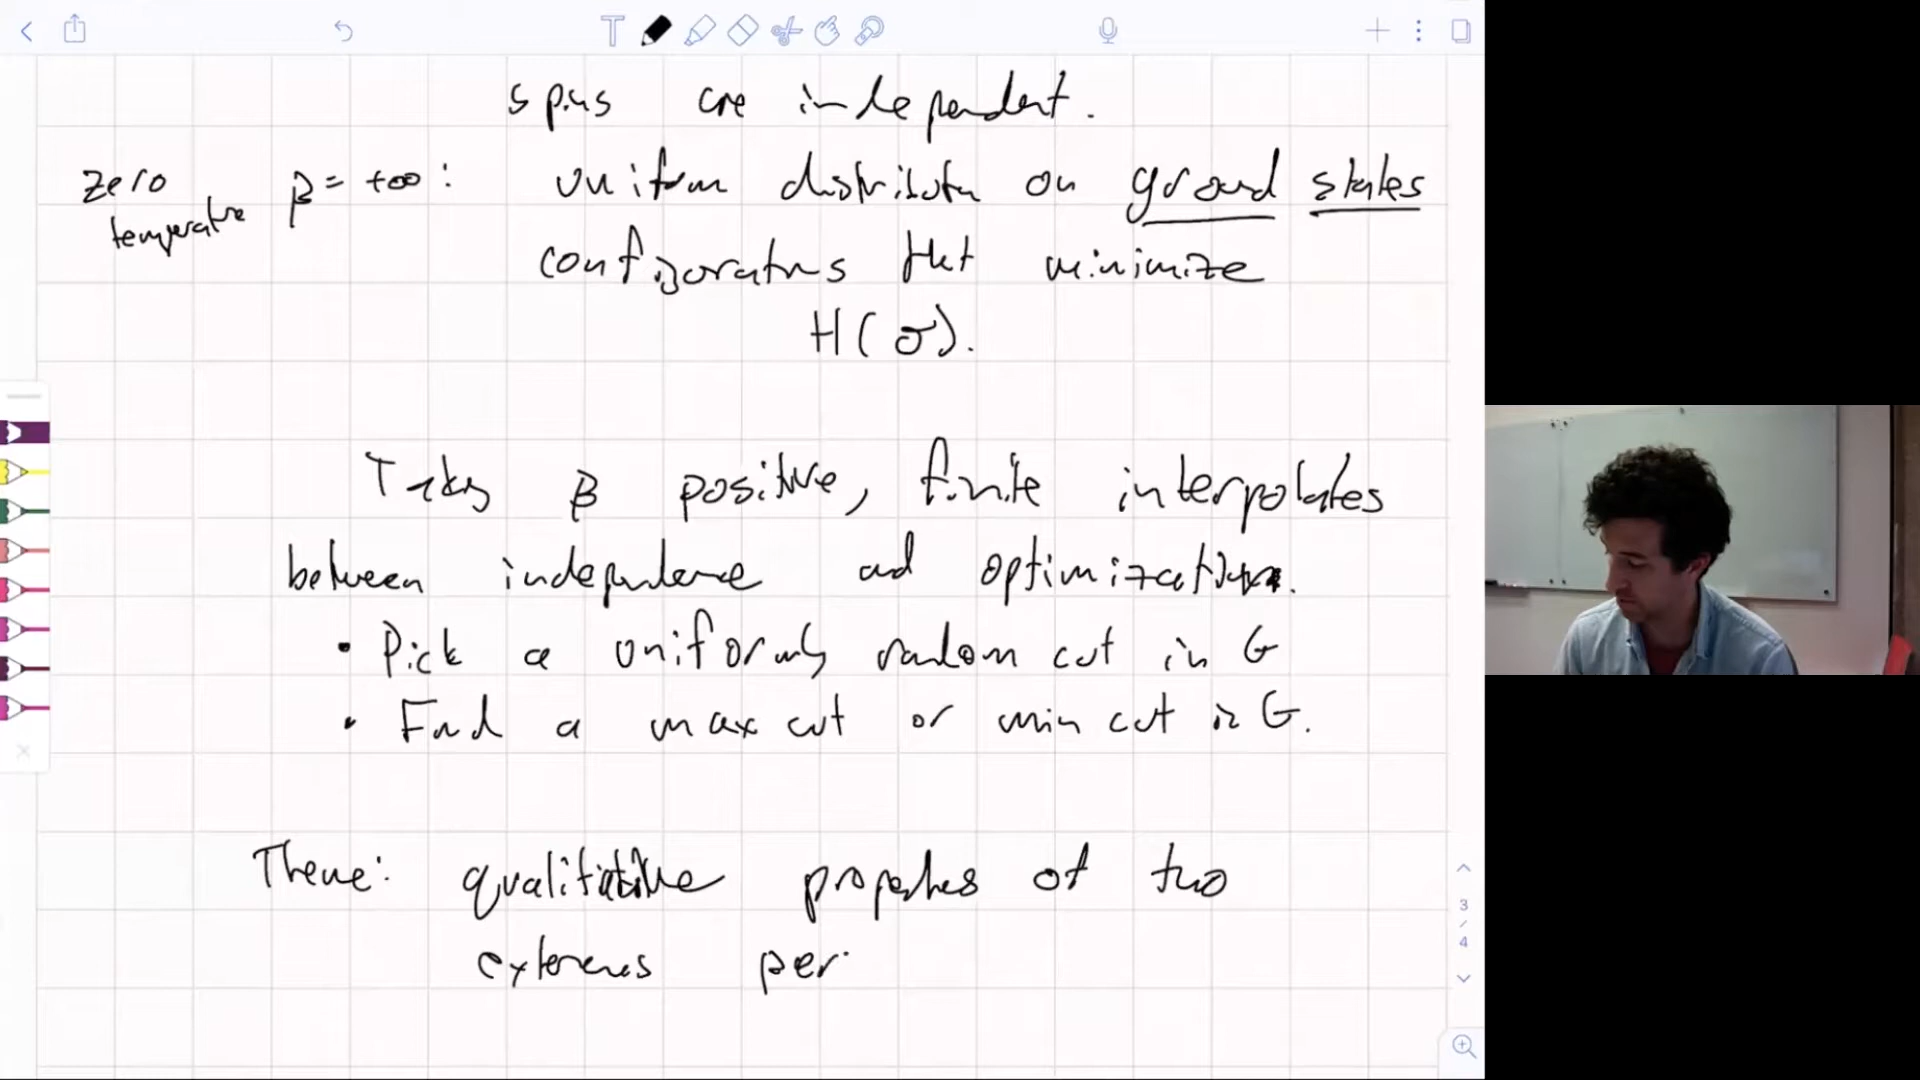 spins are independent.
zero temperature β = +∞ : uniform distribution on ground states
configurations that minimize
H(σ).
Taking β positive, finite interpolates
between independence and optimization.
• Pick a uniformly random cut in G
• Find a max cut or min cut in G.
Theme: qualitative properties of two
extremes per
3
/
4